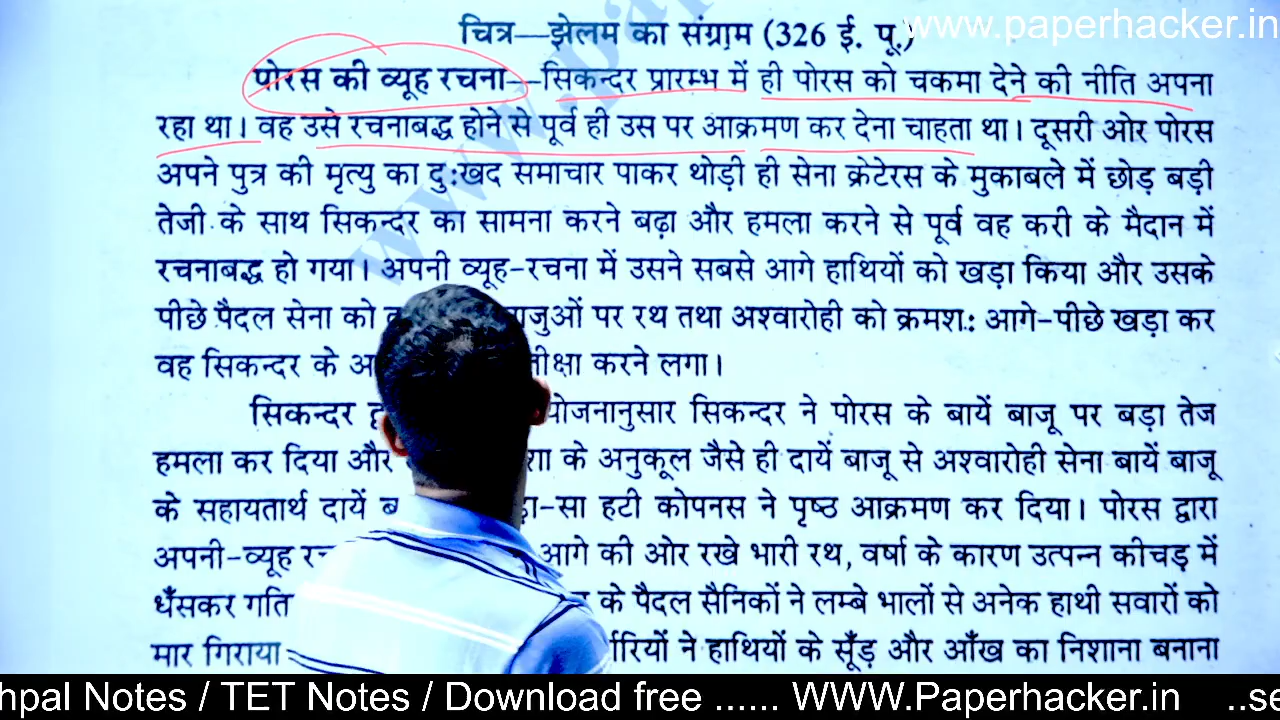 चित्र—झेलम का संग्राम (326 ई. पू.)
www.paperhacker.in
पोरस की व्यूह रचना—सिकन्दर प्रारम्भ में ही पोरस को चकमा देने की नीति अपना
रहा था। वह उसे रचनाबद्ध होने से पूर्व ही उस पर आक्रमण कर देना चाहता था। दूसरी ओर पोरस
अपने पुत्र की मृत्यु का दुःखद समाचार पाकर थोड़ी ही सेना क्रेटेरस के मुकाबले में छोड़ बड़ी
तेजी के साथ सिकन्दर का सामना करने बढ़ा और हमला करने से पूर्व वह करी के मैदान में
रचनाबद्ध हो गया। अपनी व्यूह-रचना में उसने सबसे आगे हाथियों को खड़ा किया और उसके
पीछे पैदल सेना को पर रथ तथा अश्वारोही को क्रमशः आगे-पीछे खड़ा कर
वह सिकन्दर के करने लगा।
सिकन्दर योजनानुसार सिकन्दर ने पोरस के बायें बाजू पर बड़ा तेज
हमला कर दिया और के अनुकूल जैसे ही दायें बाजू से अश्वारोही सेना बायें बाजू
के सहायतार्थ दायें हटी कोपनस ने पृष्ठ आक्रमण कर दिया। पोरस द्वारा
अपनी-व्यूह आगे की ओर रखे भारी रथ, वर्षा के कारण उत्पन्न कीचड़ में
धँसकर गति के पैदल सैनिकों ने लम्बे भालों से अनेक हाथी सवारों को
मार गिराया ने हाथियों के सूँड़ और आँख का निशाना बनाना
hpal Notes / TET Notes / Download free ...... WWW.Paperhacker.in ..se